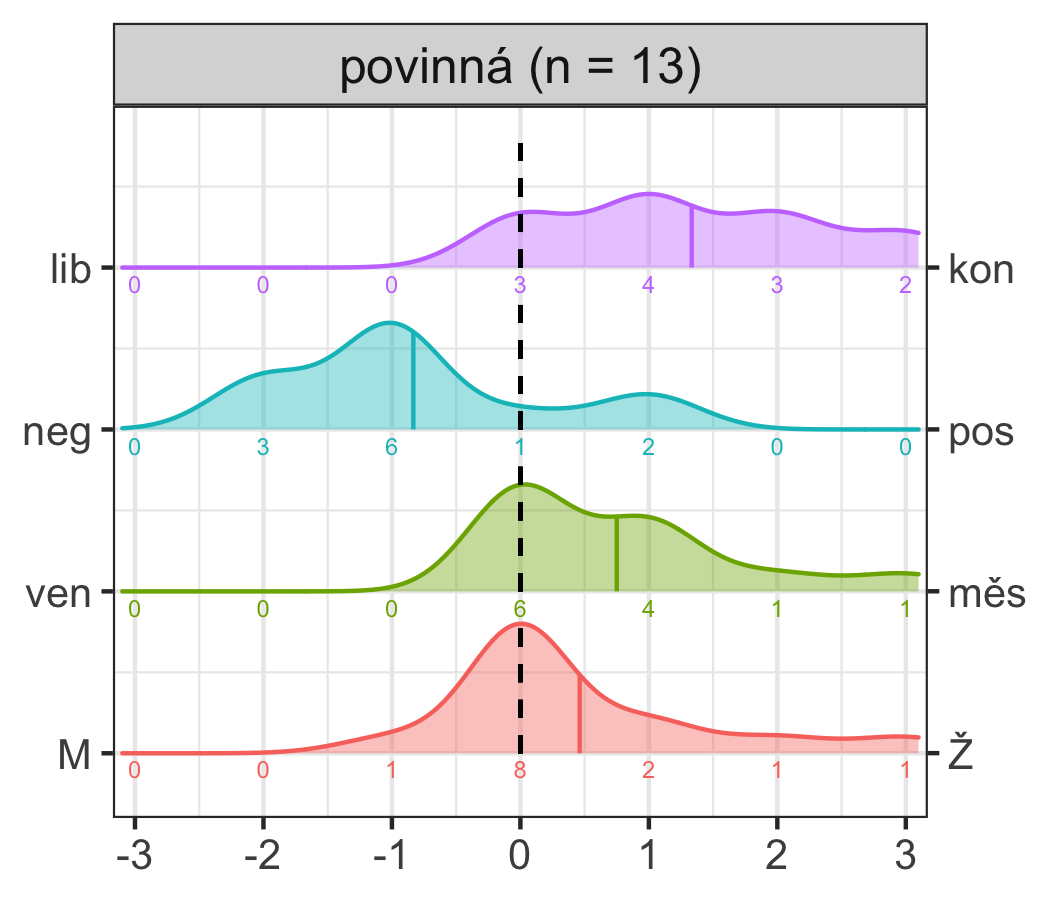 povinná (n = 13)
lib kon
0 0 0 3 4 3 2
neg pos
0 3 6 1 2 0 0
ven měs
0 0 0 6 4 1 1
M Ž
0 0 1 8 2 1 1
-3 -2 -1 0 1 2 3